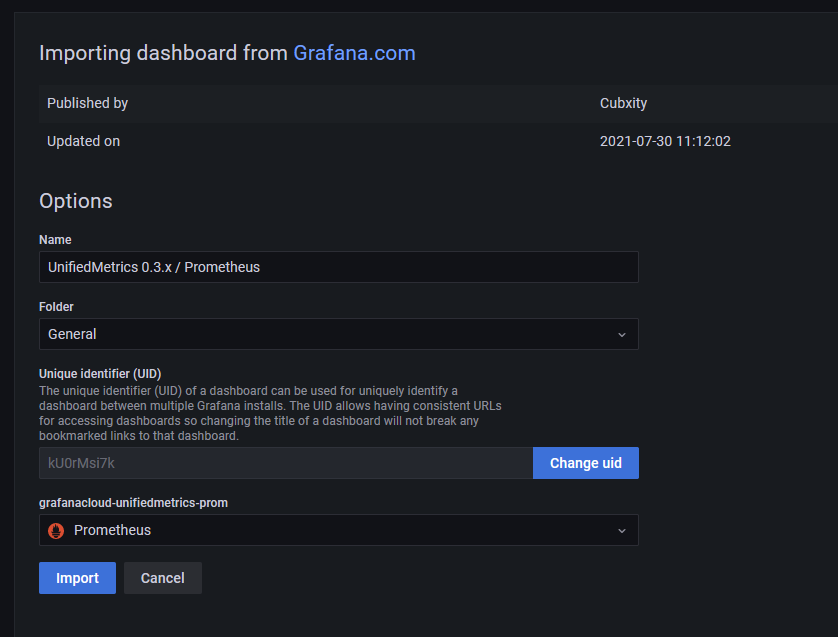 Importing dashboard from Grafana.com
Published by Cubxity
Updated on 2021-07-30 11:12:02
Options
Name
UnifiedMetrics 0.3.x / Prometheus
Folder
General
Unique identifier (UID)
The unique identifier (UID) of a dashboard can be used for uniquely identify a
dashboard between multiple Grafana installs. The UID allows having consistent URLs
for accessing dashboards so changing the title of a dashboard will not break any
bookmarked links to that dashboard.
kU0rMsi7k Change uid
grafanacloud-unifiedmetrics-prom
Prometheus
Import Cancel